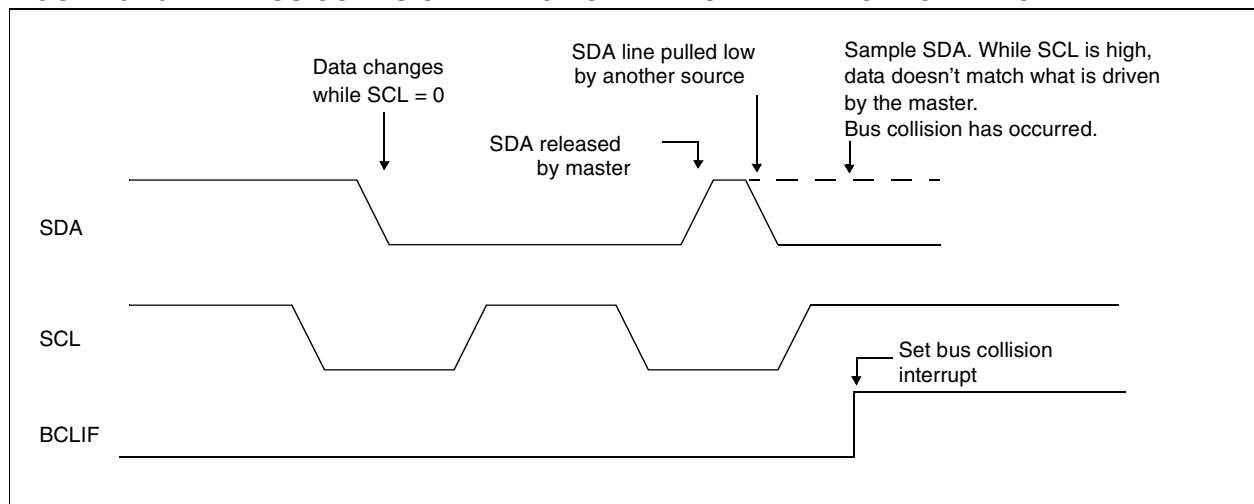 Data changes
while SCL = 0
SDA line pulled low
by another source
Sample SDA. While SCL is high,
data doesn’t match what is driven
by the master.
Bus collision has occurred.
SDA released
by master
SDA
SCL
Set bus collision
interrupt
BCLIF